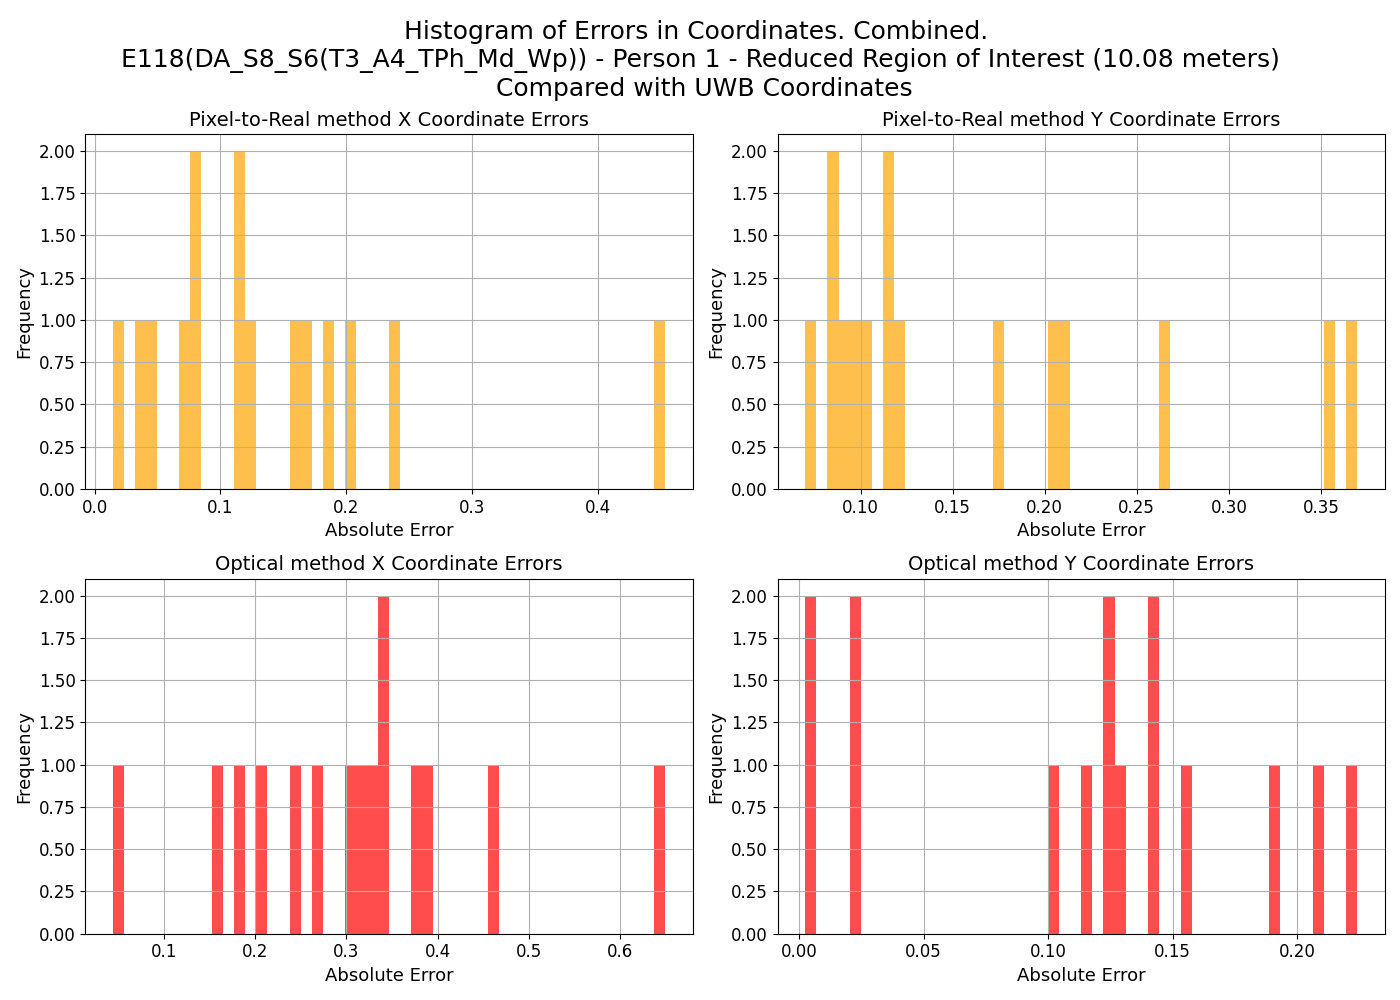 Histogram of Errors in Coordinates. Combined.
E118(DA_S8_S6(T3_A4_TPh_Md_Wp)) - Person 1 - Reduced Region of Interest (10.08 meters)
Compared with UWB Coordinates
Pixel-to-Real method X Coordinate Errors
Frequency
2.00
1.75
1.50
1.25
1.00
0.75
0.50
0.25
0.00
0.0 0.1 0.2 0.3 0.4
Absolute Error
Pixel-to-Real method Y Coordinate Errors
Frequency
2.00
1.75
1.50
1.25
1.00
0.75
0.50
0.25
0.00
0.10 0.15 0.20 0.25 0.30 0.35
Absolute Error
Optical method X Coordinate Errors
Frequency
2.00
1.75
1.50
1.25
1.00
0.75
0.50
0.25
0.00
0.1 0.2 0.3 0.4 0.5 0.6
Absolute Error
Optical method Y Coordinate Errors
Frequency
2.00
1.75
1.50
1.25
1.00
0.75
0.50
0.25
0.00
0.00 0.05 0.10 0.15 0.20
Absolute Error